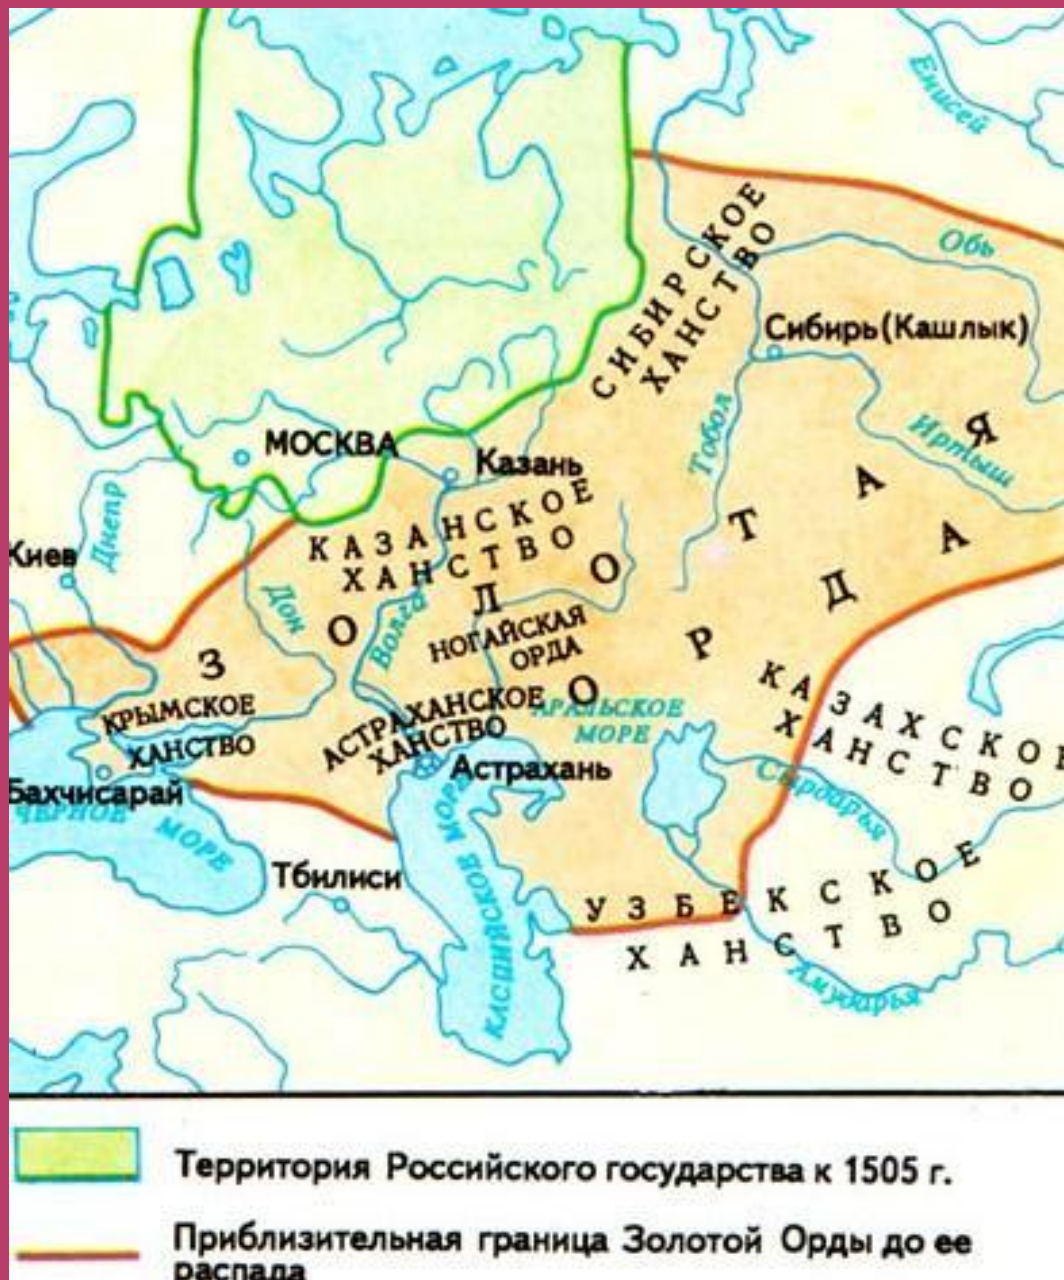 Енисей
СИБИРСКОЕ
ХАНСТВО
Обь
Сибирь (Кашлык)
Тобол
Иртыш
МОСКВА
Казань
КАЗАНСКОЕ
ХАНСТВО
Днепр
Киев
Дон
Волга
ЗОЛОТАЯ
ОРДА
НОГАЙСКАЯ
ОРДА
КРЫМСКОЕ
ХАНСТВО
АСТРАХАНСКОЕ
ХАНСТВО
АРАЛЬСКОЕ
МОРЕ
КАЗАХСКОЕ
ХАНСТВО
Астрахань
Бахчисарай
ЧЕРНОЕ
МОРЕ
Сырдарья
Тбилиси
КАСПИЙСКОЕ МОРЕ
УЗБЕКСКОЕ
ХАНСТВО
Амударья
Территория Российского государства к 1505 г.
Приблизительная граница Золотой Орды до ее
распада